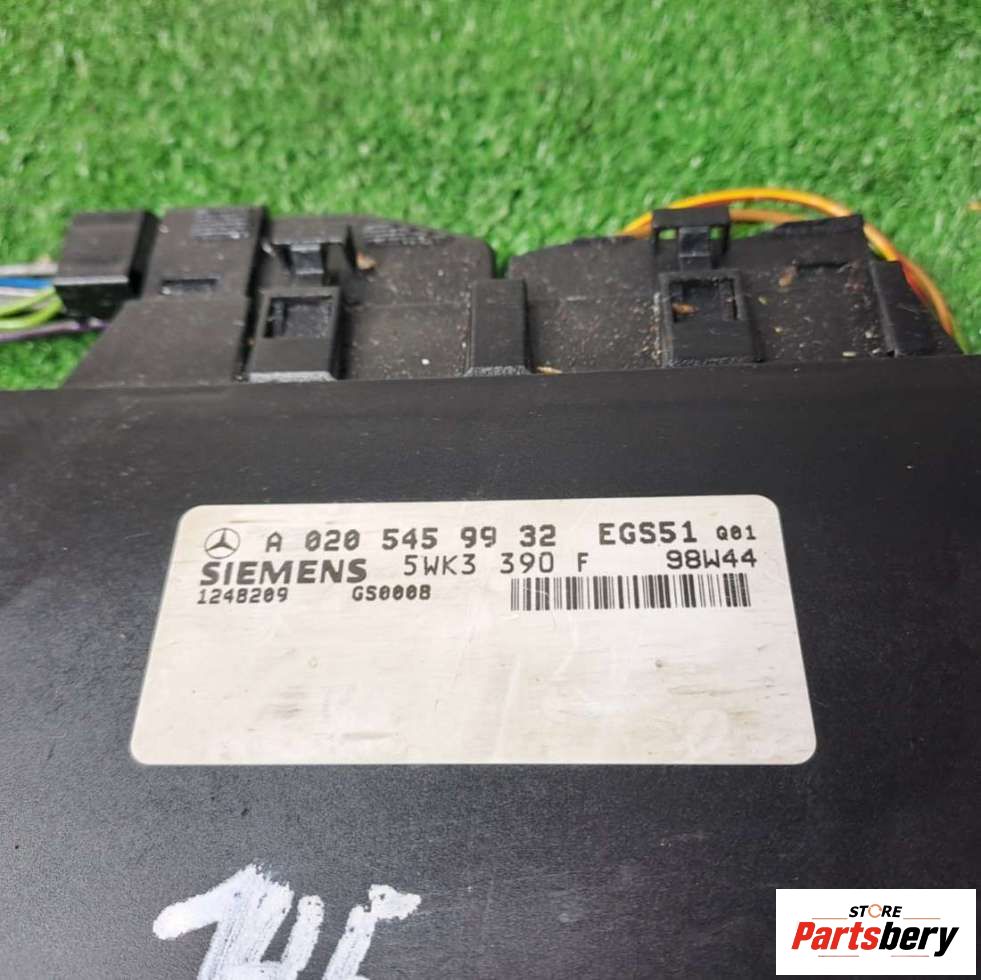 A 020 545 99 32 EGS51 Q01
SIEMENS 5WK3 390 F 98W44
1248209 GS0008
STORE
Partsbery